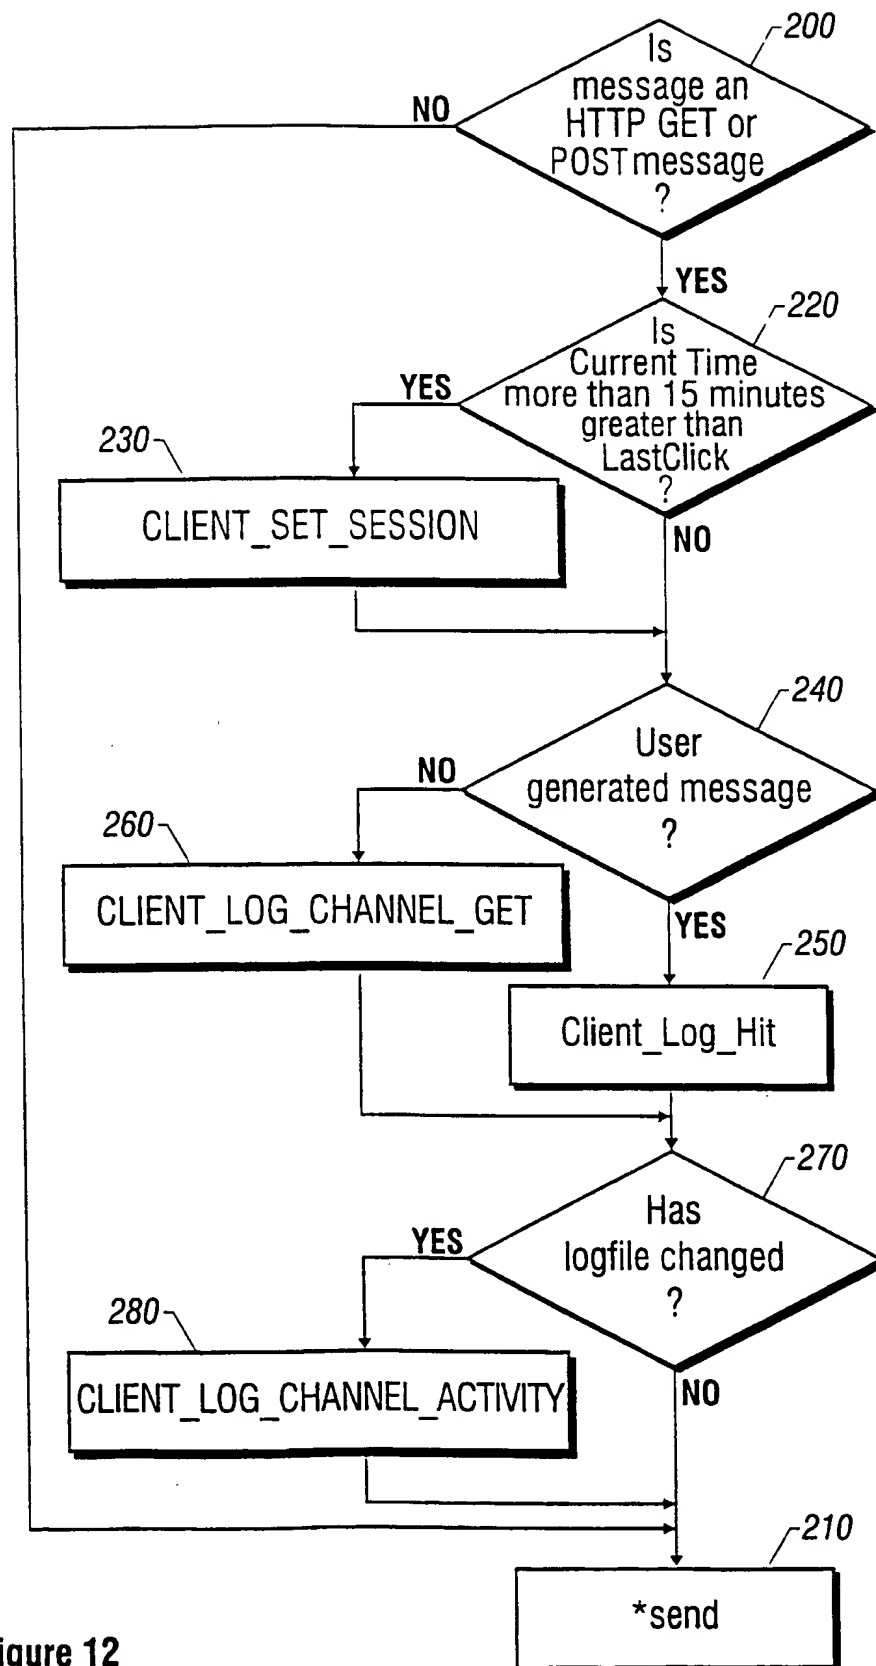 200
Is
message an
HTTP GET or
POST message
?
NO
YES
220
Is
Current Time
more than 15 minutes
greater than
LastClick
?
YES
NO
230
CLIENT_SET_SESSION
240
User
generated message
?
NO
YES
260
CLIENT_LOG_CHANNEL_GET
250
Client_Log_Hit
270
Has
logfile changed
?
YES
NO
280
CLIENT_LOG_CHANNEL_ACTIVITY
210
*send
igure 12